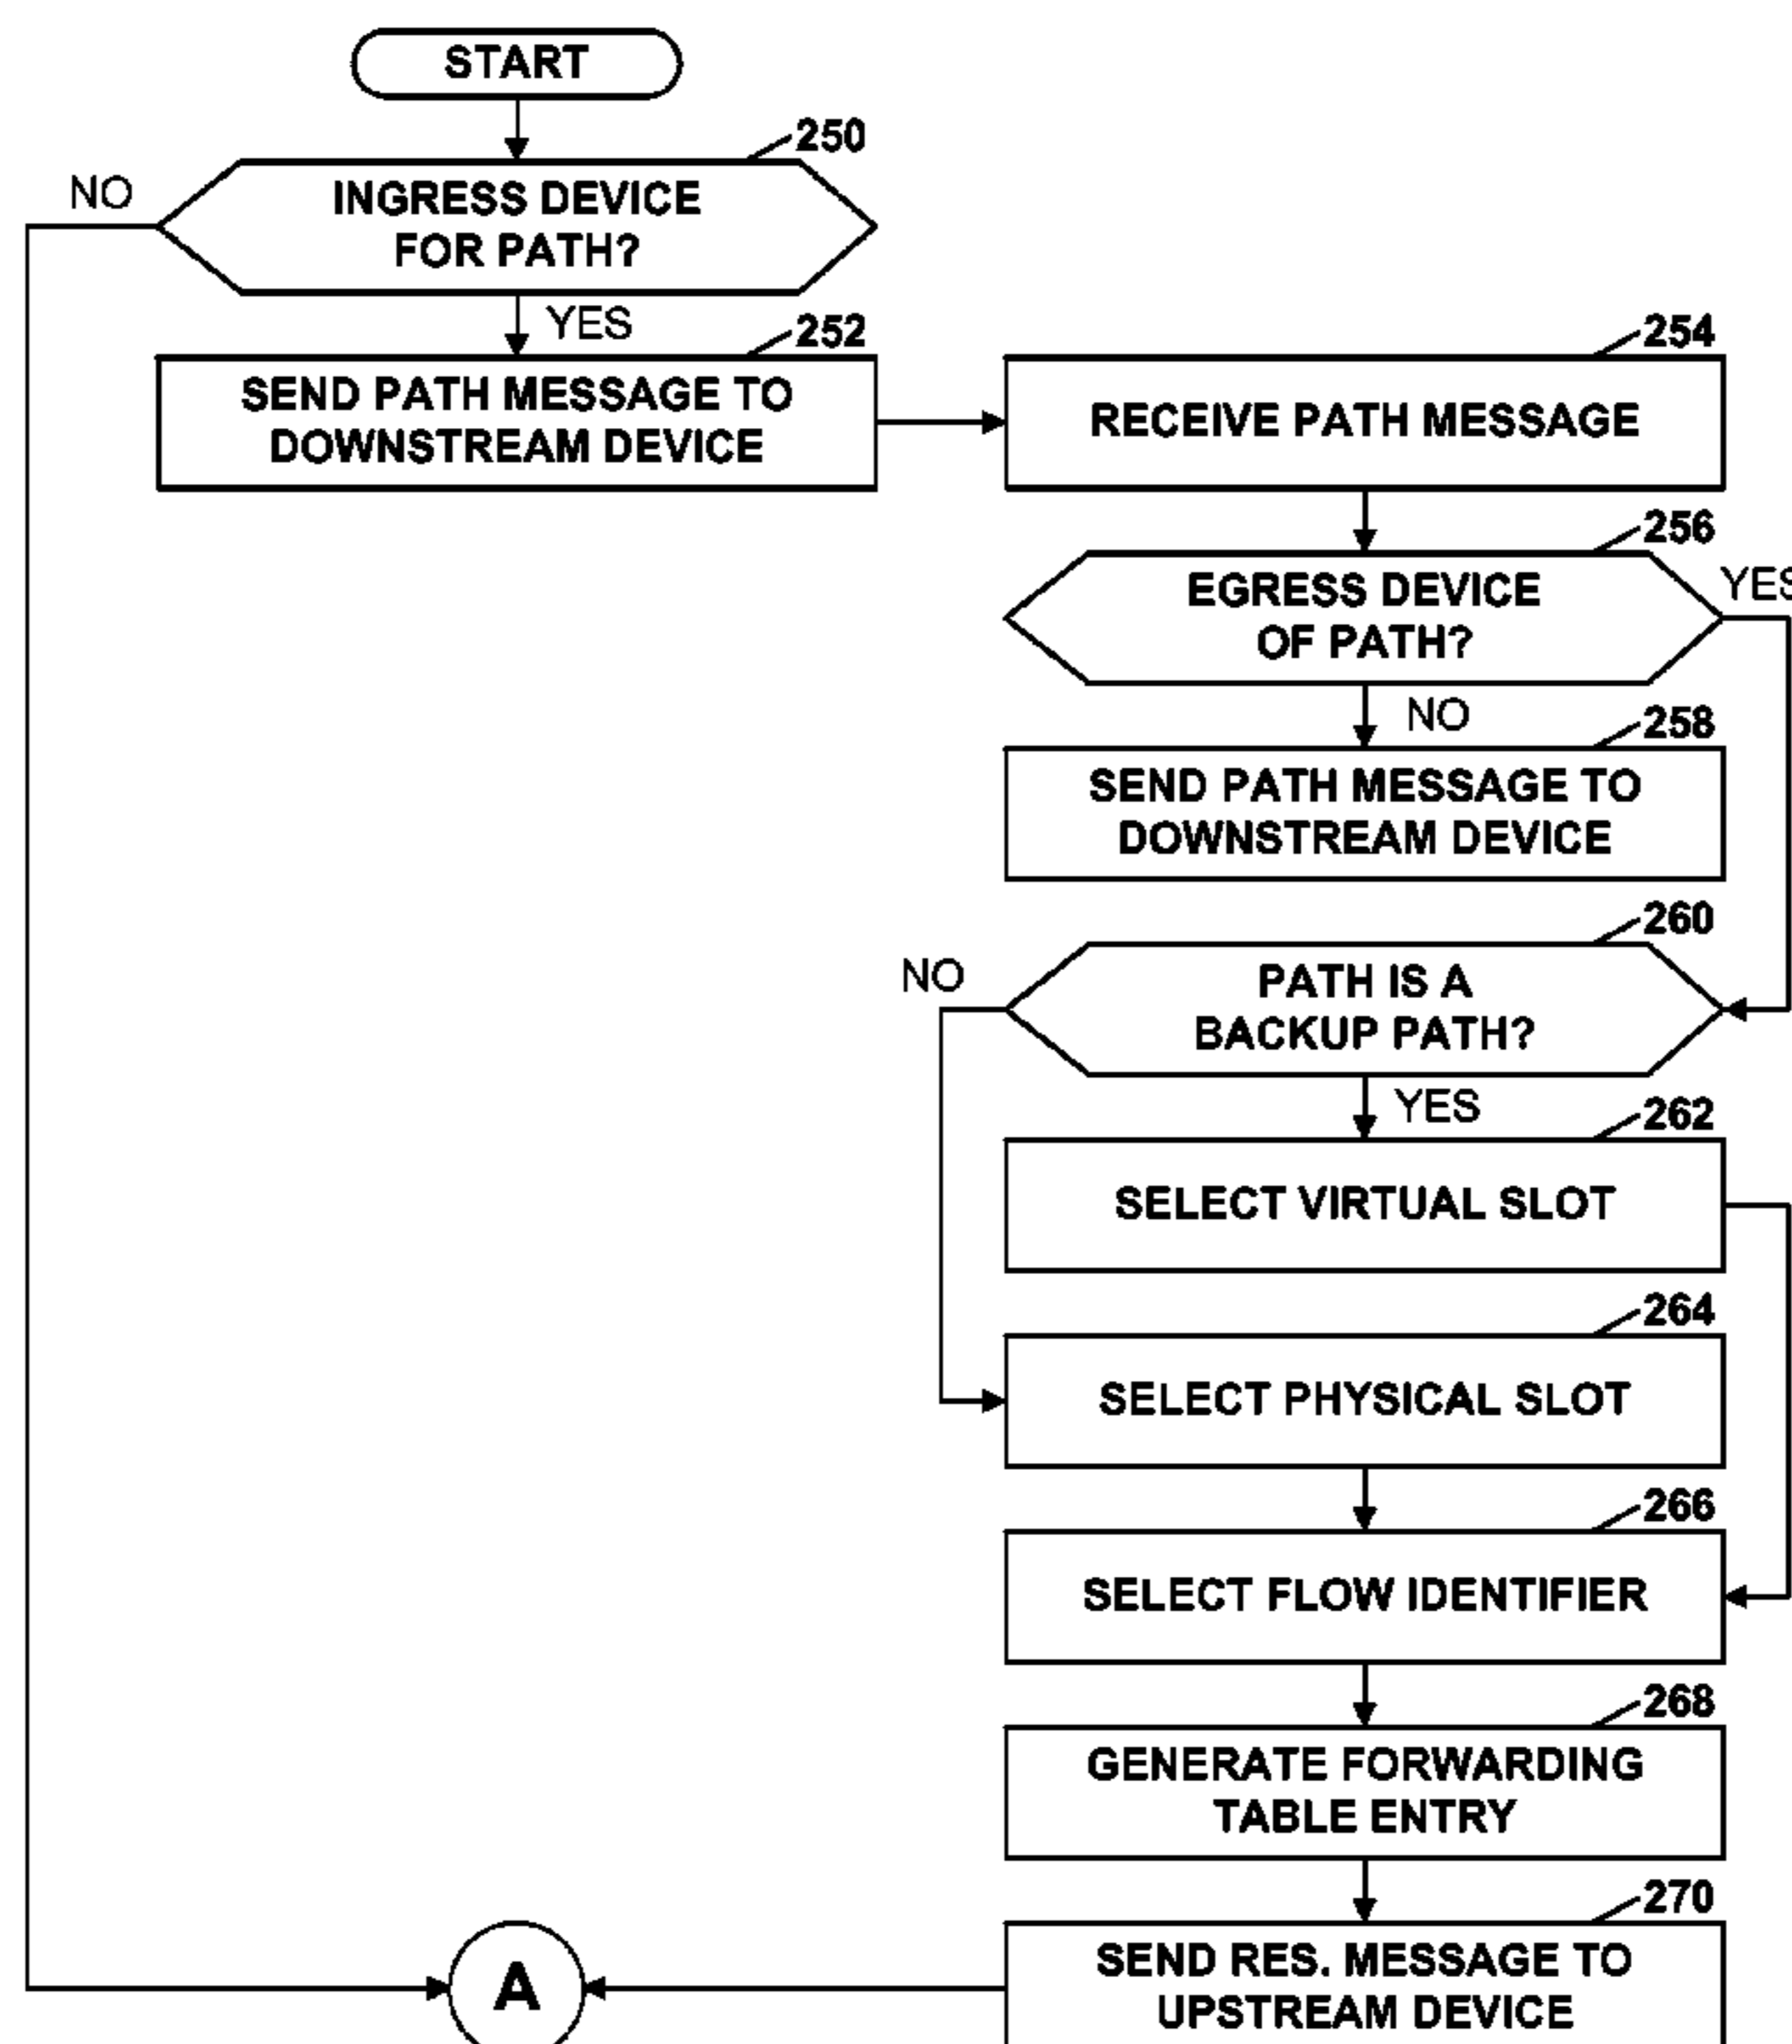 START
250
NO
INGRESS DEVICE
FOR PATH?
YES
252
SEND PATH MESSAGE TO
DOWNSTREAM DEVICE
254
RECEIVE PATH MESSAGE
256
EGRESS DEVICE
OF PATH?
YES
NO
258
SEND PATH MESSAGE TO
DOWNSTREAM DEVICE
260
NO
PATH IS A
BACKUP PATH?
YES
262
SELECT VIRTUAL SLOT
264
SELECT PHYSICAL SLOT
266
SELECT FLOW IDENTIFIER
268
GENERATE FORWARDING
TABLE ENTRY
270
SEND RES. MESSAGE TO
UPSTREAM DEVICE
A